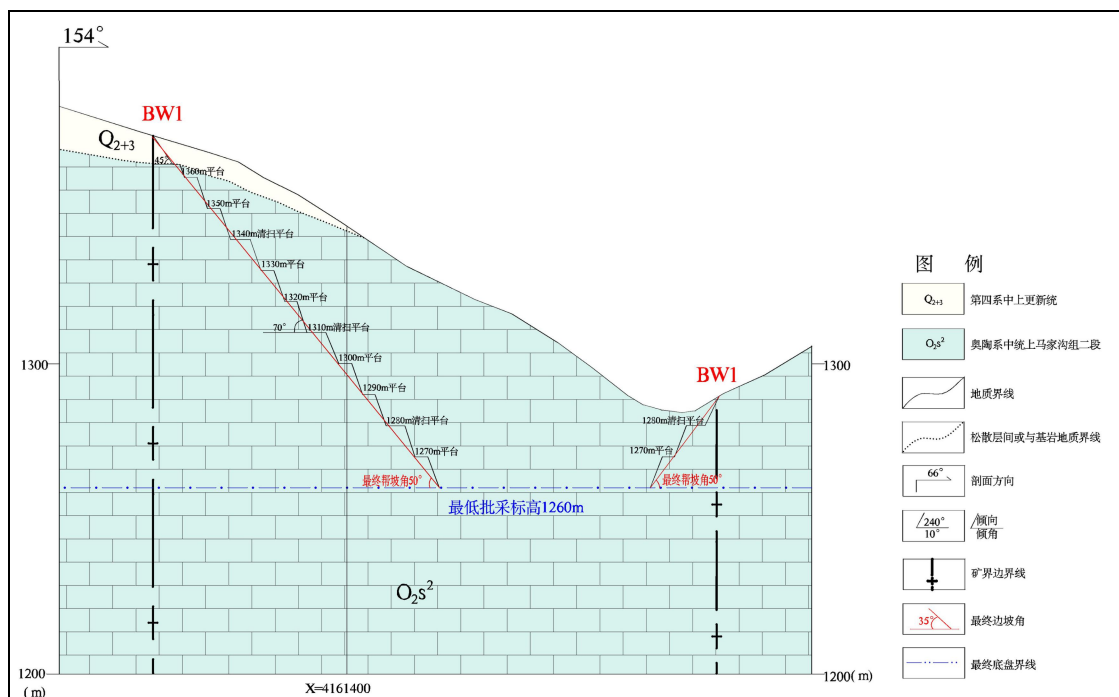 154°
BW1
Q₂₊₃
45°
1360m平台
1350m平台
1340m清扫平台
1330m平台
1320m平台
70°
1310m清扫平台
1300m平台
1290m平台
1280m清扫平台
1270m平台
最终帮坡角50°
1300
1300
BW1
1280m清扫平台
1270m平台
最终帮坡角50°
最低批采标高1260m
O₂s²
1200
(m)
X=4161400
1200(m)
图 例
Q₂₊₃ 第四系中上更新统
O₂s² 奥陶系中统上马家沟组二段
地质界线
松散层间或与基岩地质界线
66° 剖面方向
240° 倾向
10° 倾角
矿界边界线
35° 最终边坡角
最终底盘界线